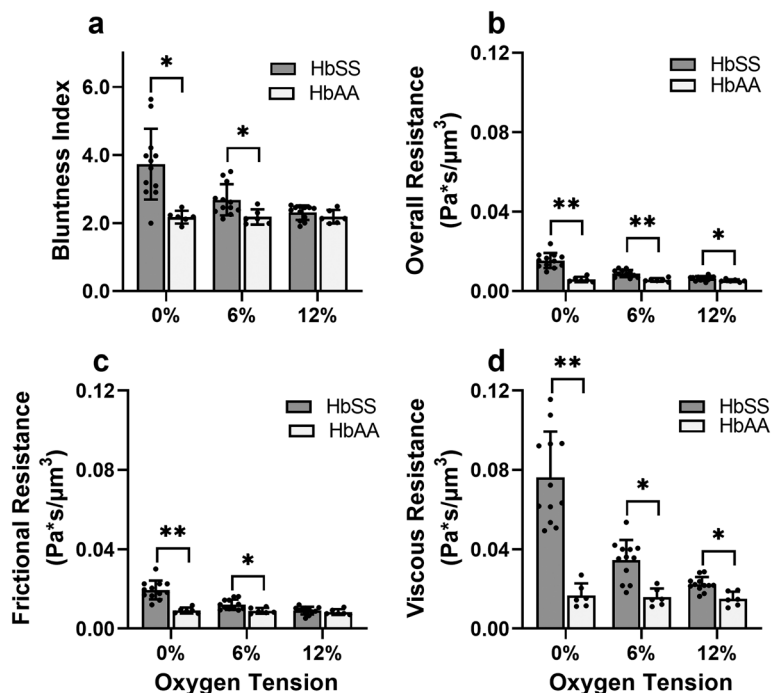 a
Bluntness Index
6.0
4.0
2.0
0.0
*
*
HbSS
HbAA
0%
6%
12%
b
Overall Resistance
(Pa*s/μm³)
0.12
0.08
0.04
0.00
**
**
*
HbSS
HbAA
0%
6%
12%
c
Frictional Resistance
(Pa*s/μm³)
0.12
0.08
0.04
0.00
**
*
HbSS
HbAA
0%
6%
12%
Oxygen Tension
d
Viscous Resistance
(Pa*s/μm³)
0.12
0.08
0.04
0.00
**
*
*
HbSS
HbAA
0%
6%
12%
Oxygen Tension